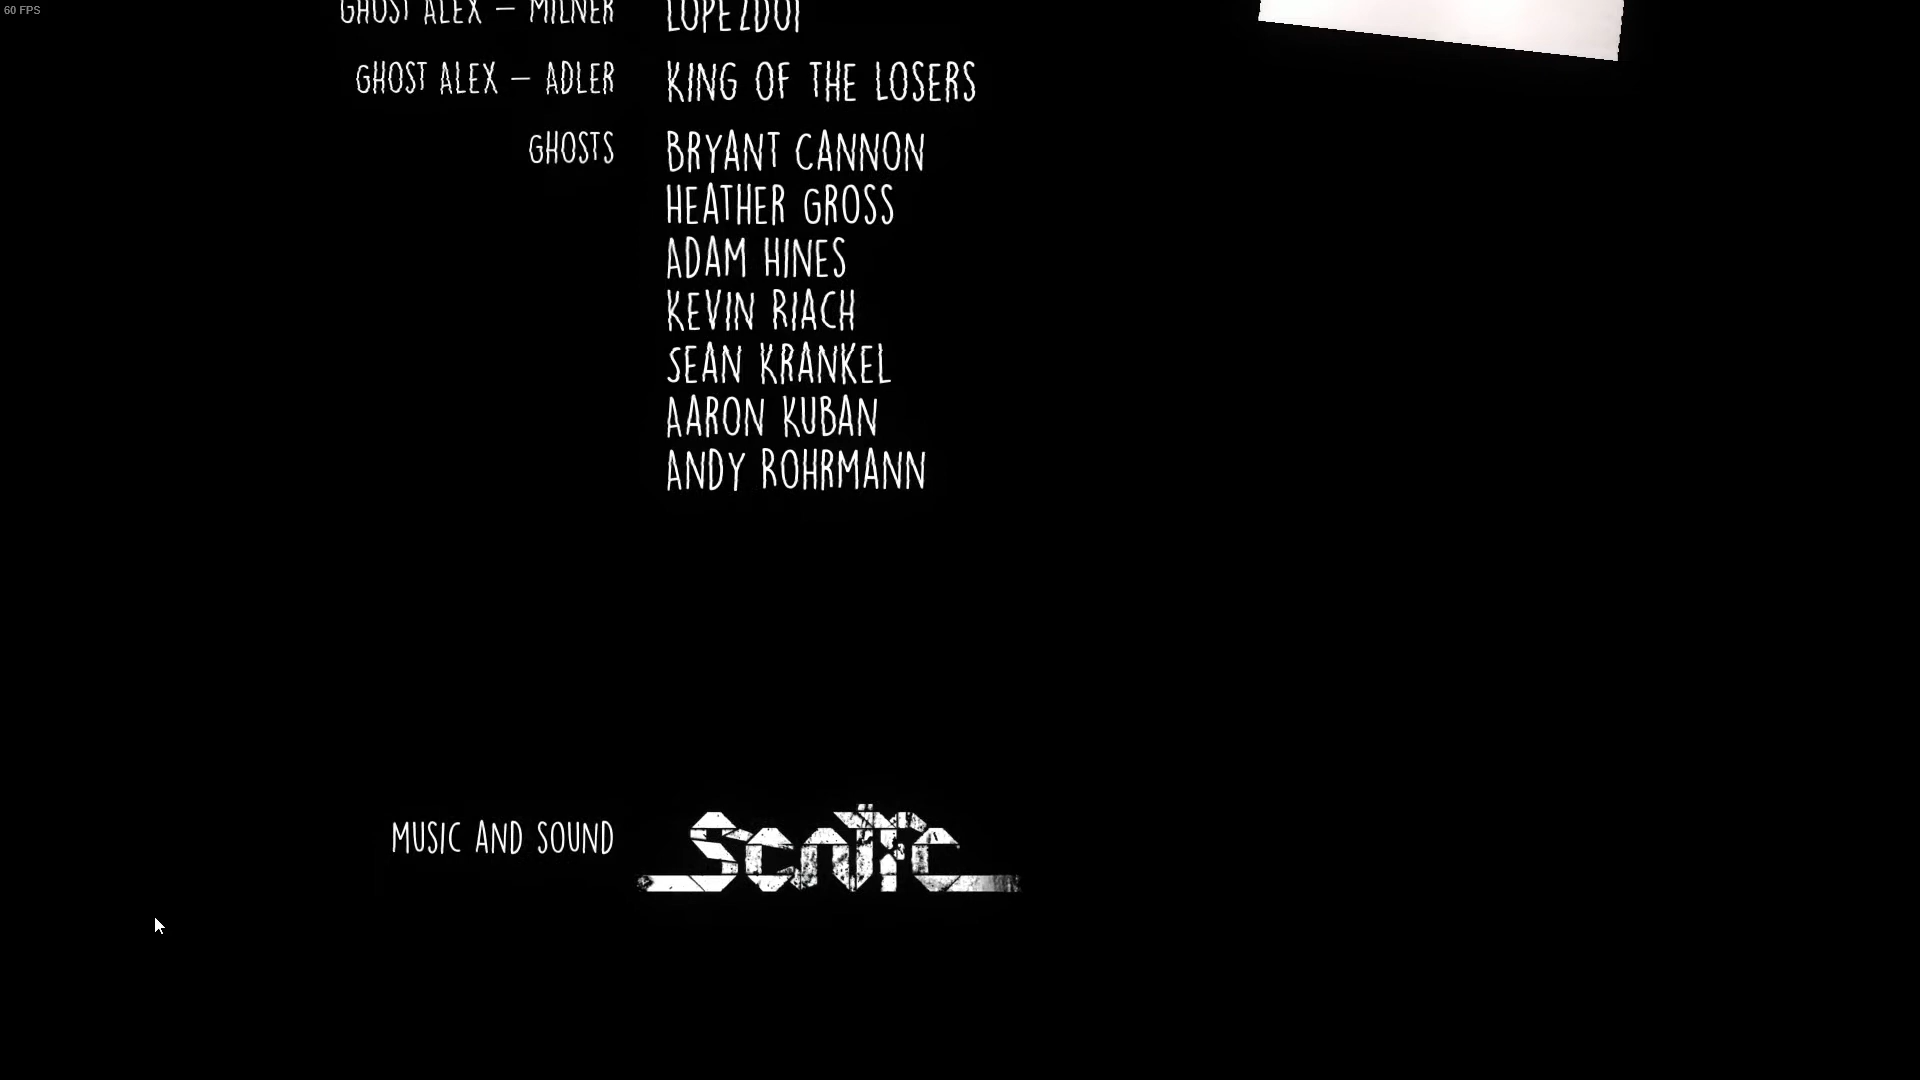 60 FPS
GHOST ALEX – MILNER LOPEZDOI
GHOST ALEX – ADLER KING OF THE LOSERS
GHOSTS BRYANT CANNON
HEATHER GROSS
ADAM HINES
KEVIN RIACH
SEAN KRANKEL
AARON KUBAN
ANDY ROHRMANN
MUSIC AND SOUND scntfc